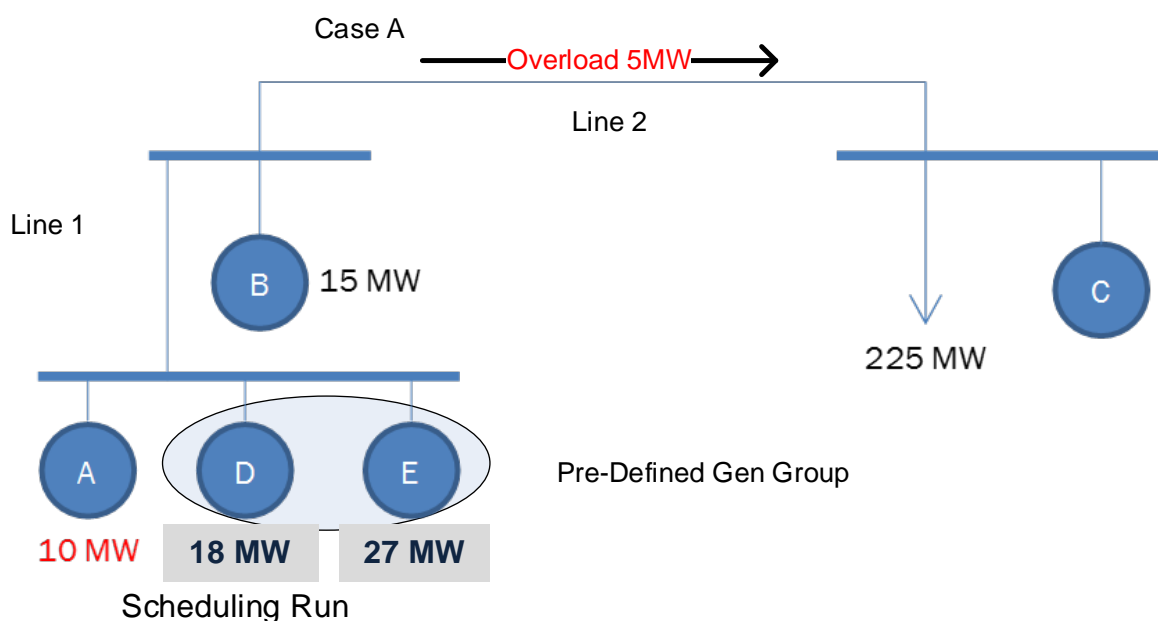 Case A
Overload 5MW
Line 2
Line 1
B
15 MW
C
225 MW
A
D
E
Pre-Defined Gen Group
10 MW
18 MW
27 MW
Scheduling Run